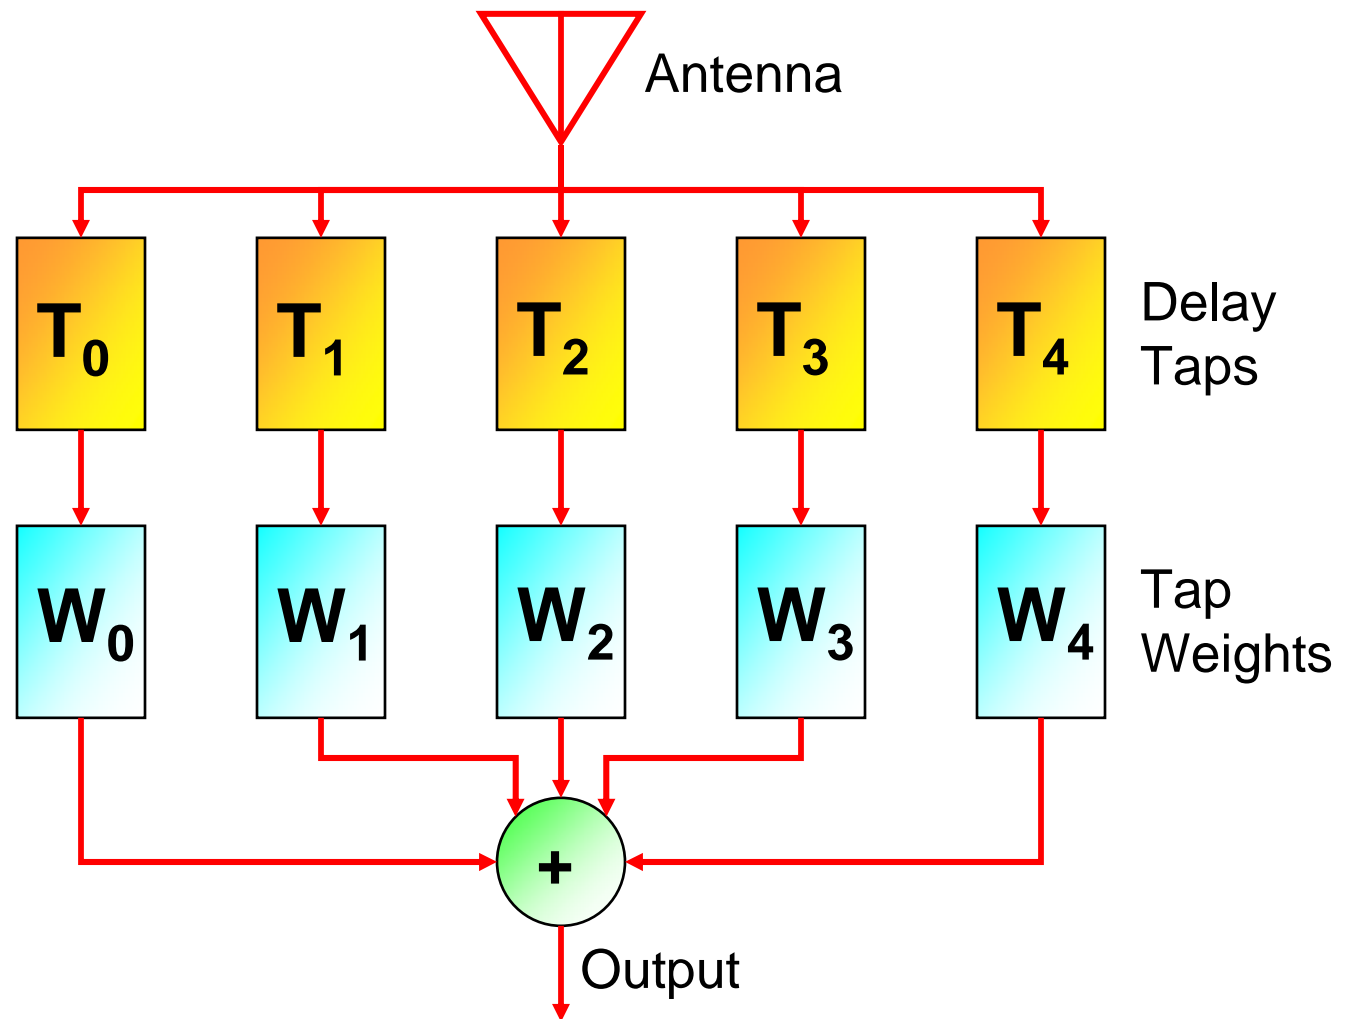 Antenna
T0 T1 T2 T3 T4
Delay
Taps
W0 W1 W2 W3 W4
Tap
Weights
+
Output